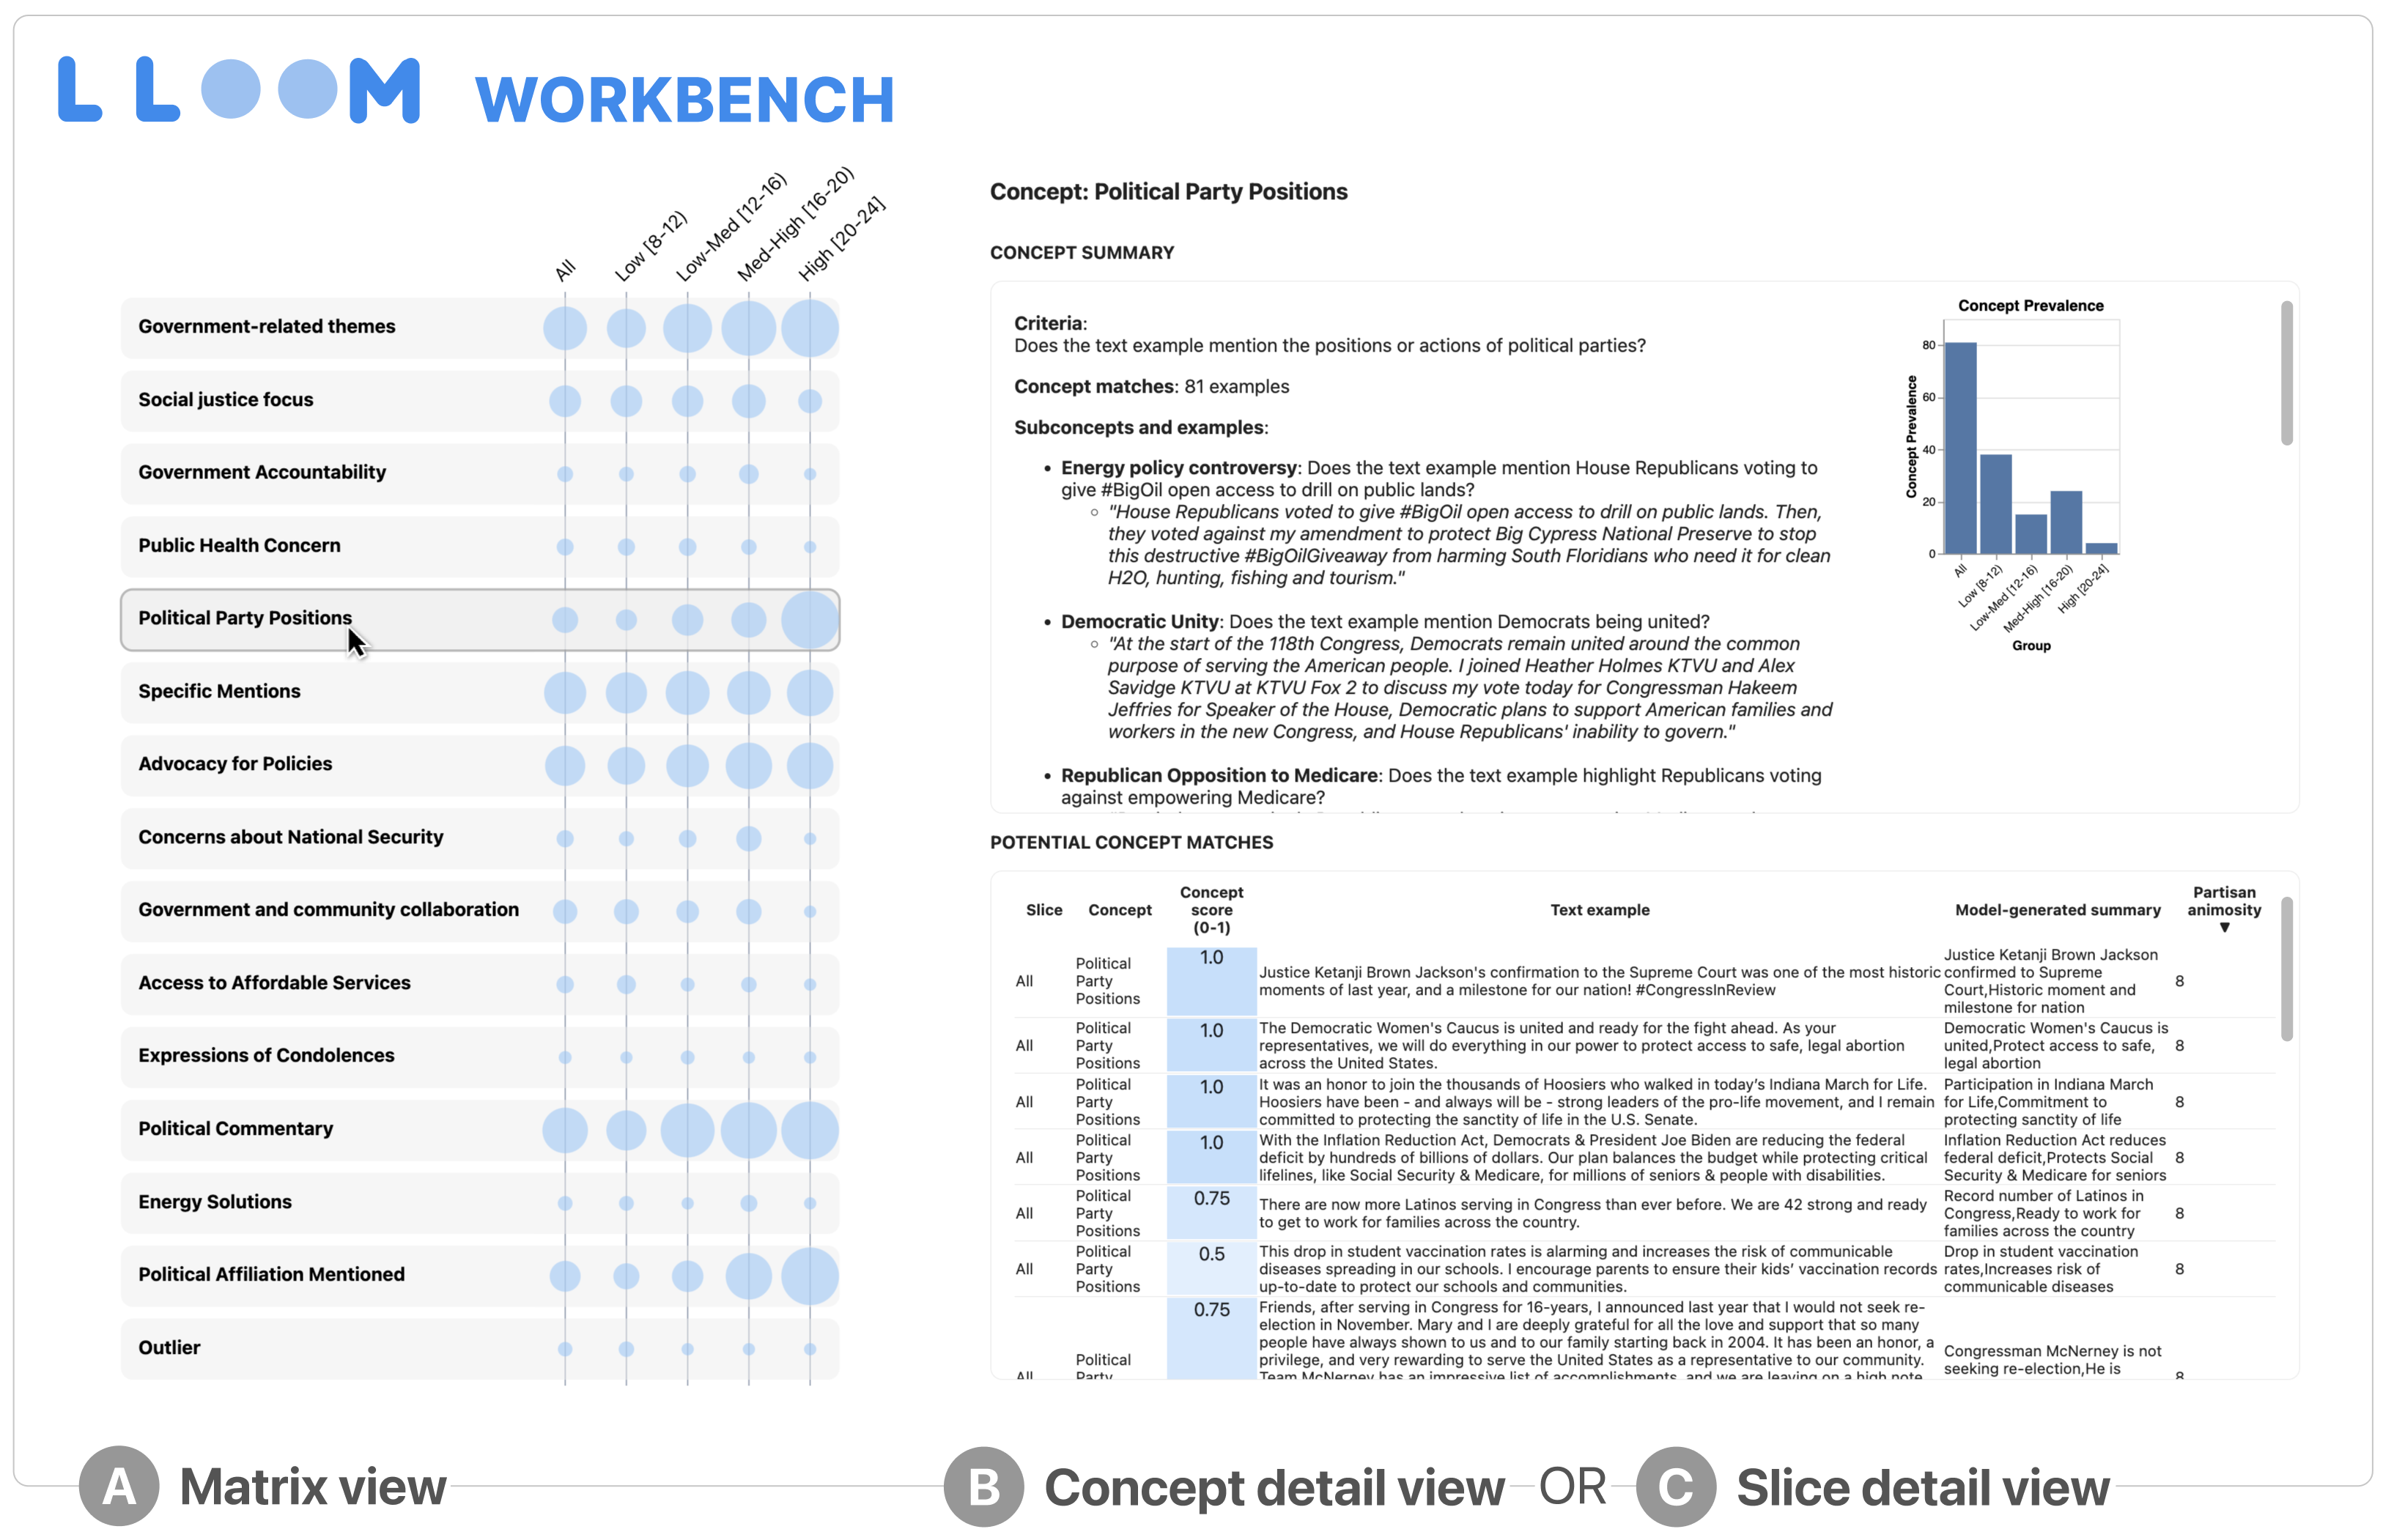 LLOOM WORKBENCH
All
Low [8-12)
Low-Med [12-16)
Med-High [16-20)
High [20-24]
Government-related themes
Social justice focus
Government Accountability
Public Health Concern
Political Party Positions
Specific Mentions
Advocacy for Policies
Concerns about National Security
Government and community collaboration
Access to Affordable Services
Expressions of Condolences
Political Commentary
Energy Solutions
Political Affiliation Mentioned
Outlier
Concept: Political Party Positions
CONCEPT SUMMARY
Criteria:
Does the text example mention the positions or actions of political parties?
Concept matches: 81 examples
Subconcepts and examples:
• Energy policy controversy: Does the text example mention House Republicans voting to
give #BigOil open access to drill on public lands?
◦ "House Republicans voted to give #BigOil open access to drill on public lands. Then,
they voted against my amendment to protect Big Cypress National Preserve to stop
this destructive #BigOilGiveaway from harming South Floridians who need it for clean
H2O, hunting, fishing and tourism."
• Democratic Unity: Does the text example mention Democrats being united?
◦ "At the start of the 118th Congress, Democrats remain united around the common
purpose of serving the American people. I joined Heather Holmes KTVU and Alex
Savidge KTVU at KTVU Fox 2 to discuss my vote today for Congressman Hakeem
Jeffries for Speaker of the House, Democratic plans to support American families and
workers in the new Congress, and House Republicans' inability to govern."
• Republican Opposition to Medicare: Does the text example highlight Republicans voting
against empowering Medicare?
Concept Prevalence
Concept Prevalence
80
60
40
20
0
All
Low [8-12)
Low-Med [12-16)
Med-High [16-20)
High [20-24]
Group
POTENTIAL CONCEPT MATCHES
Slice
Concept
Concept
score
(0-1)
Text example
Model-generated summary
Partisan
animosity
▼
All
Political
Party
Positions
1.0
Justice Ketanji Brown Jackson's confirmation to the Supreme Court was one of the most historic
moments of last year, and a milestone for our nation! #CongressInReview
Justice Ketanji Brown Jackson
confirmed to Supreme
Court,Historic moment and
milestone for nation
8
All
Political
Party
Positions
1.0
The Democratic Women's Caucus is united and ready for the fight ahead. As your
representatives, we will do everything in our power to protect access to safe, legal abortion
across the United States.
Democratic Women's Caucus is
united,Protect access to safe,
legal abortion
8
All
Political
Party
Positions
1.0
It was an honor to join the thousands of Hoosiers who walked in today's Indiana March for Life.
Hoosiers have been - and always will be - strong leaders of the pro-life movement, and I remain
committed to protecting the sanctity of life in the U.S. Senate.
Participation in Indiana March
for Life,Commitment to
protecting sanctity of life
8
All
Political
Party
Positions
1.0
With the Inflation Reduction Act, Democrats & President Joe Biden are reducing the federal
deficit by hundreds of billions of dollars. Our plan balances the budget while protecting critical
lifelines, like Social Security & Medicare, for millions of seniors & people with disabilities.
Inflation Reduction Act reduces
federal deficit,Protects Social
Security & Medicare for seniors
8
All
Political
Party
Positions
0.75
There are now more Latinos serving in Congress than ever before. We are 42 strong and ready
to get to work for families across the country.
Record number of Latinos in
Congress,Ready to work for
families across the country
8
All
Political
Party
Positions
0.5
This drop in student vaccination rates is alarming and increases the risk of communicable
diseases spreading in our schools. I encourage parents to ensure their kids' vaccination records
up-to-date to protect our schools and communities.
Drop in student vaccination
rates,Increases risk of
communicable diseases
8
All
Political
Party
0.75
Friends, after serving in Congress for 16-years, I announced last year that I would not seek re-
election in November. Mary and I are deeply grateful for all the love and support that so many
people have always shown to us and to our family starting back in 2004. It has been an honor, a
privilege, and very rewarding to serve the United States as a representative to our community.
Team McNerney has an impressive list of accomplishments, and we are leaving on a high note
Congressman McNerney is not
seeking re-election,He is
8
A Matrix view
B Concept detail view OR C Slice detail view